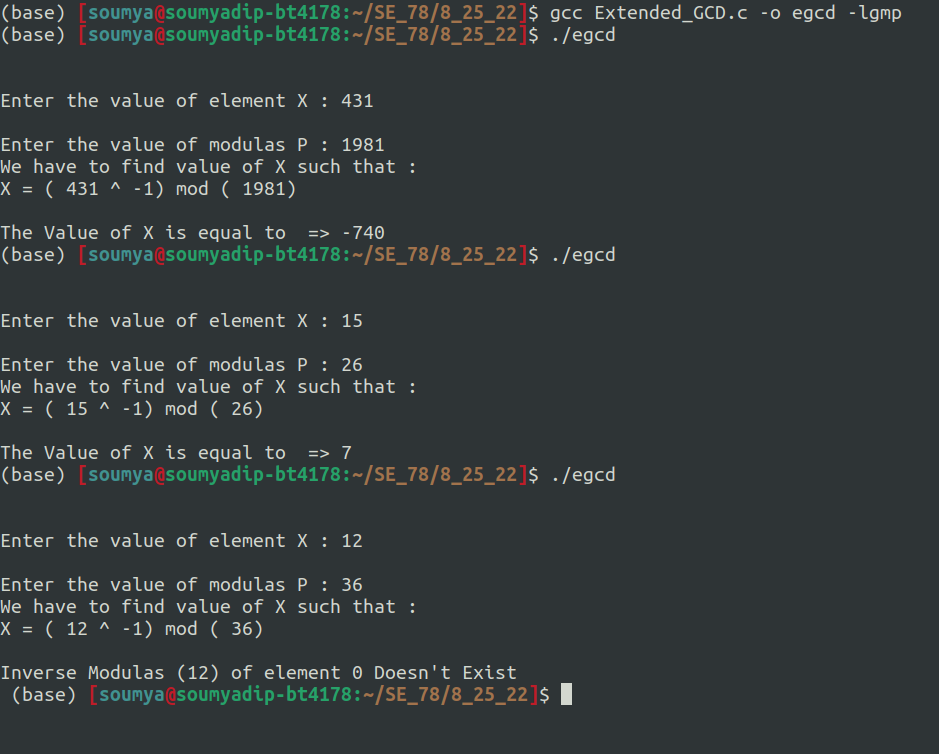 (base) [soumya@soumyadip-bt4178:~/SE_78/8_25_22]$ gcc Extended_GCD.c -o egcd -lgmp
(base) [soumya@soumyadip-bt4178:~/SE_78/8_25_22]$ ./egcd
Enter the value of element X : 431
Enter the value of modulas P : 1981
We have to find value of X such that :
X = ( 431 ^ -1) mod ( 1981)
The Value of X is equal to  => -740
(base) [soumya@soumyadip-bt4178:~/SE_78/8_25_22]$ ./egcd
Enter the value of element X : 15
Enter the value of modulas P : 26
We have to find value of X such that :
X = ( 15 ^ -1) mod ( 26)
The Value of X is equal to  => 7
(base) [soumya@soumyadip-bt4178:~/SE_78/8_25_22]$ ./egcd
Enter the value of element X : 12
Enter the value of modulas P : 36
We have to find value of X such that :
X = ( 12 ^ -1) mod ( 36)
Inverse Modulas (12) of element 0 Doesn't Exist
 (base) [soumya@soumyadip-bt4178:~/SE_78/8_25_22]$